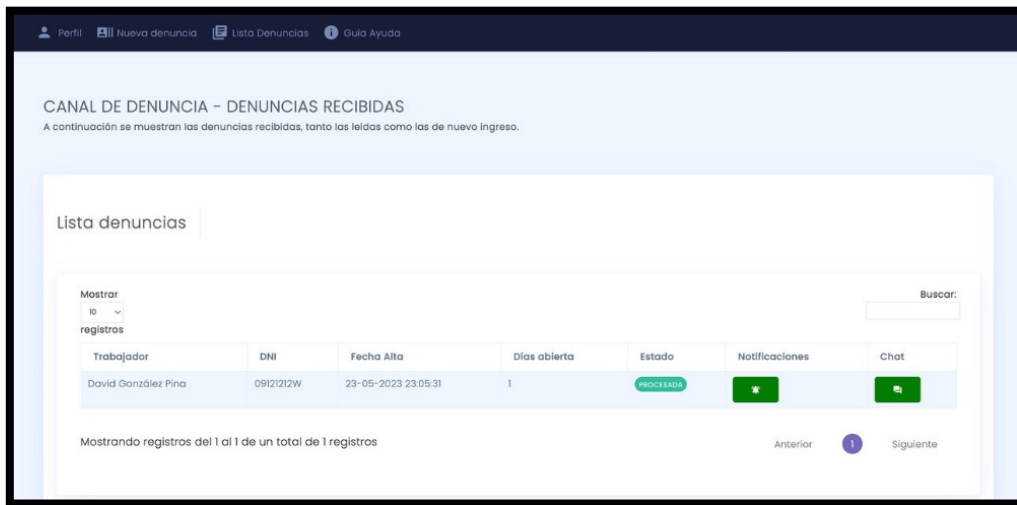 Perfil Nueva denuncia Lista Denuncias Guia Ayuda
CANAL DE DENUNCIA - DENUNCIAS RECIBIDAS
A continuación se muestran las denuncias recibidas, tanto las leídas como las de nuevo ingreso.
Lista denuncias
Mostrar
10
registros
Buscar:
Trabajador DNI Fecha Alta Días abierta Estado Notificaciones Chat
David González Pina 09121212W 23-05-2023 23:05:31 1 PROCESADA
Mostrando registros del 1 al 1 de un total de 1 registros
Anterior 1 Siguiente